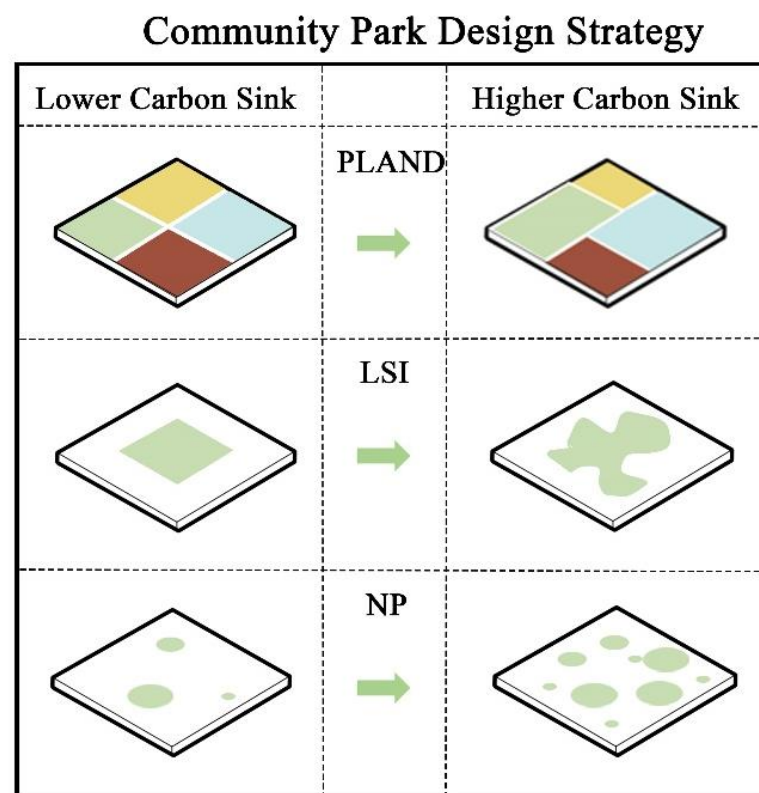 Community Park Design Strategy
Lower Carbon Sink
Higher Carbon Sink
PLAND
LSI
NP